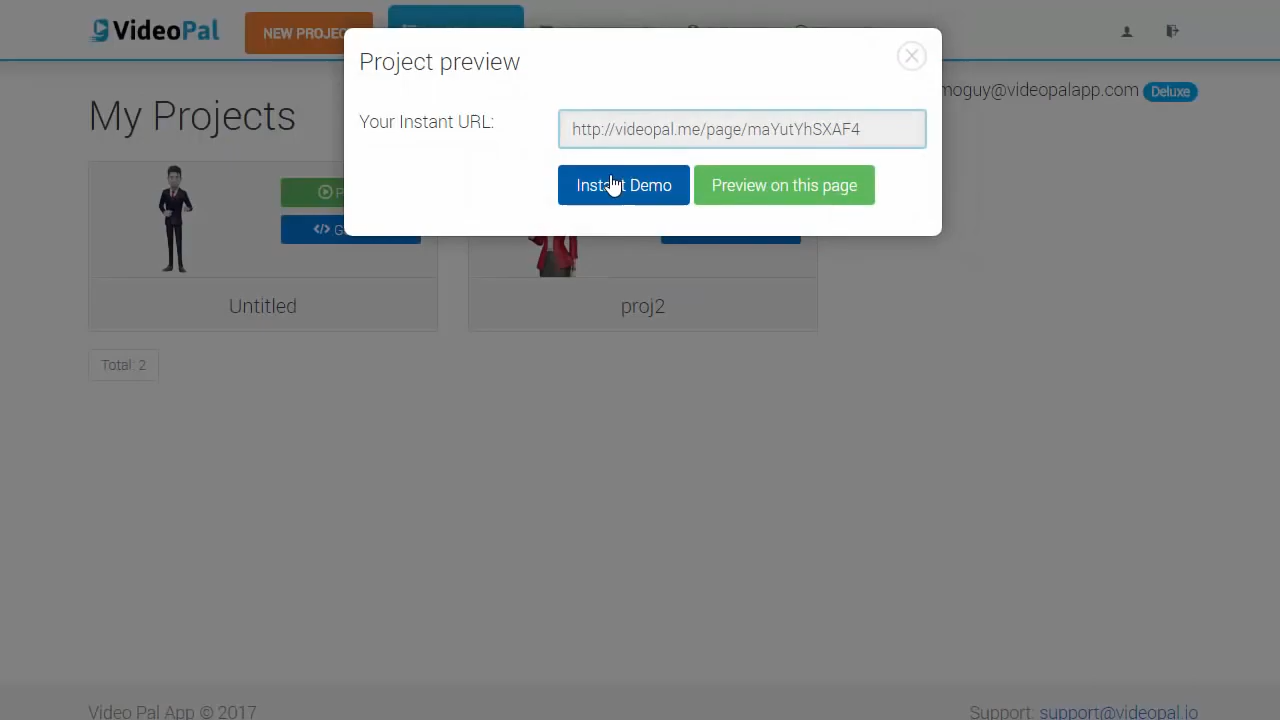 VideoPal
NEW PROJEC
Project preview
moguy@videopalapp.com Deluxe
My Projects
Your Instant URL:
http://videopal.me/page/maYutYhSXAF4
Instant Demo
Preview on this page
P
</> G
Untitled
proj2
Total: 2
Video Pal App © 2017
Support: support@videopal.io